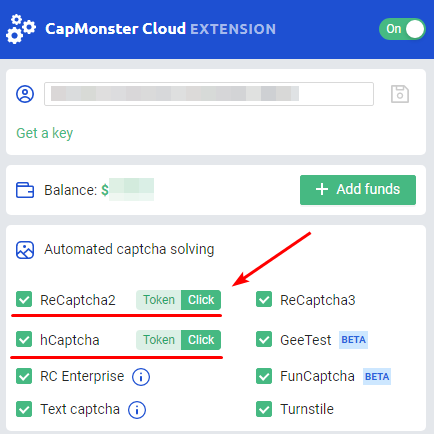 CapMonster Cloud EXTENSION On
Get a key
Balance: $
+ Add funds
Automated captcha solving
ReCaptcha2 Token Click ReCaptcha3
hCaptcha Token Click GeeTest BETA
RC Enterprise i FunCaptcha BETA
Text captcha i Turnstile